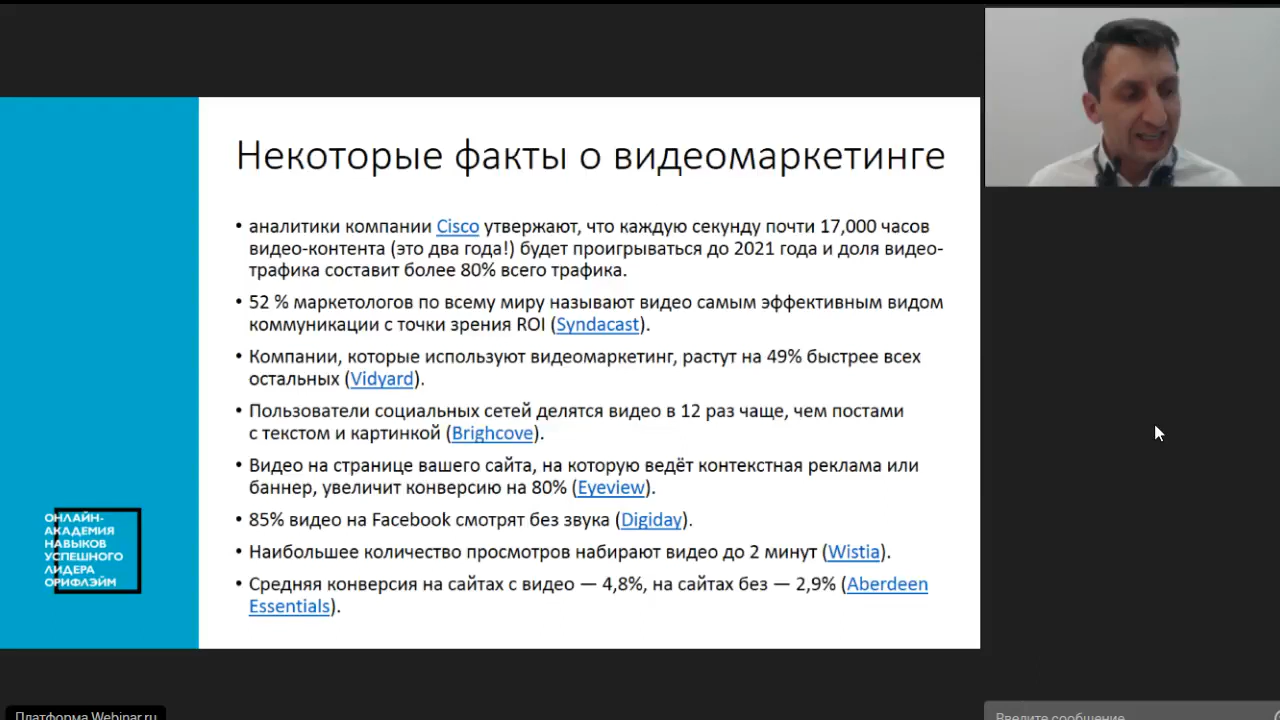 Некоторые факты о видеомаркетинге
• аналитики компании Cisco утвержают, что каждую секунду почти 17,000 часов
видео-контента (это два года!) будет проигрываться до 2021 года и доля видео-
трафика составит более 80% всего трафика.
• 52 % маркетологов по всему миру называют видео самым эффективным видом
коммуникации с точки зрения ROI (Syndacast).
• Компании, которые используют видеомаркетинг, растут на 49% быстрее всех
остальных (Vidyard).
• Пользователи социальных сетей делятся видео в 12 раз чаще, чем постами
с текстом и картинкой (Brighcove).
• Видео на странице вашего сайта, на которую ведёт контекстная реклама или
баннер, увеличит конверсию на 80% (Eyeview).
• 85% видео на Facebook смотрят без звука (Digiday).
• Наибольшее количество просмотров набирают видео до 2 минут (Wistia).
• Средняя конверсия на сайтах с видео — 4,8%, на сайтах без — 2,9% (Aberdeen
Essentials).
ОНЛАЙН-
АКАДЕМИЯ
НАВЫКОВ
УСПЕШНОГО
ЛИДЕРА
ОРИФЛЭЙМ
Платформа Webinar.ru
Введите сообщение